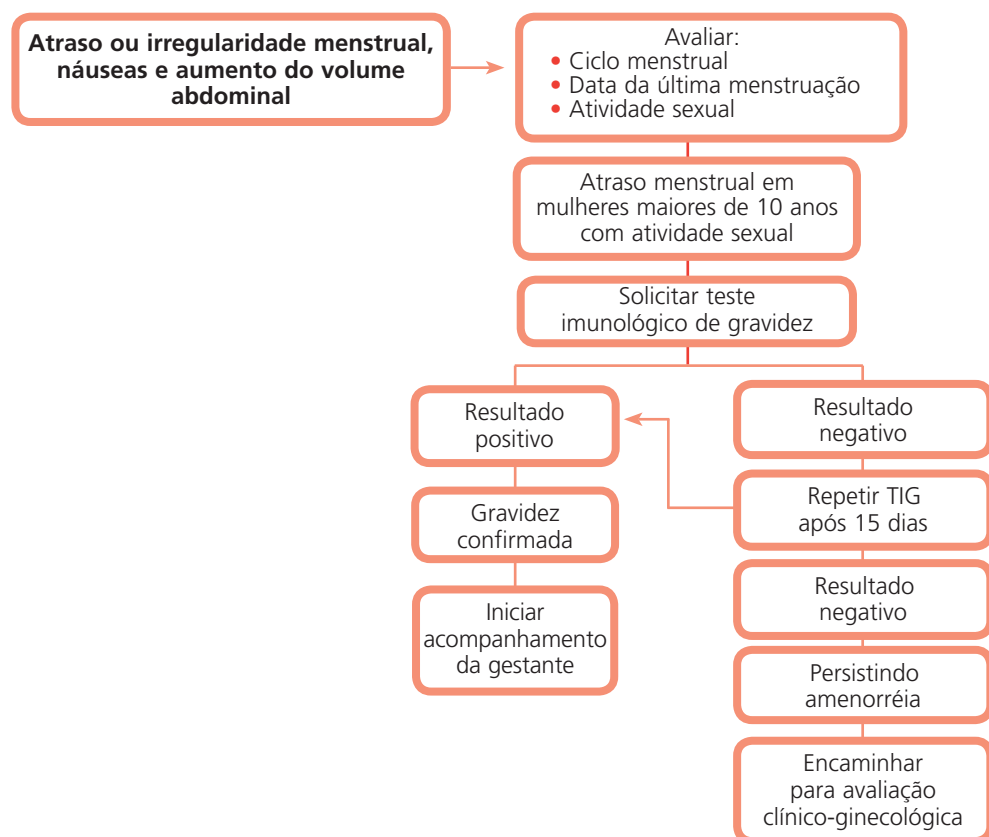 Atraso ou irregularidade menstrual,
náuseas e aumento do volume
abdominal
Avaliar:
• Ciclo menstrual
• Data da última menstruação
• Atividade sexual
Atraso menstrual em
mulheres maiores de 10 anos
com atividade sexual
Solicitar teste
imunológico de gravidez
Resultado
positivo
Gravidez
confirmada
Iniciar
acompanhamento
da gestante
Resultado
negativo
Repetir TIG
após 15 dias
Resultado
negativo
Persistindo
amenorréia
Encaminhar
para avaliação
clínico-ginecológica